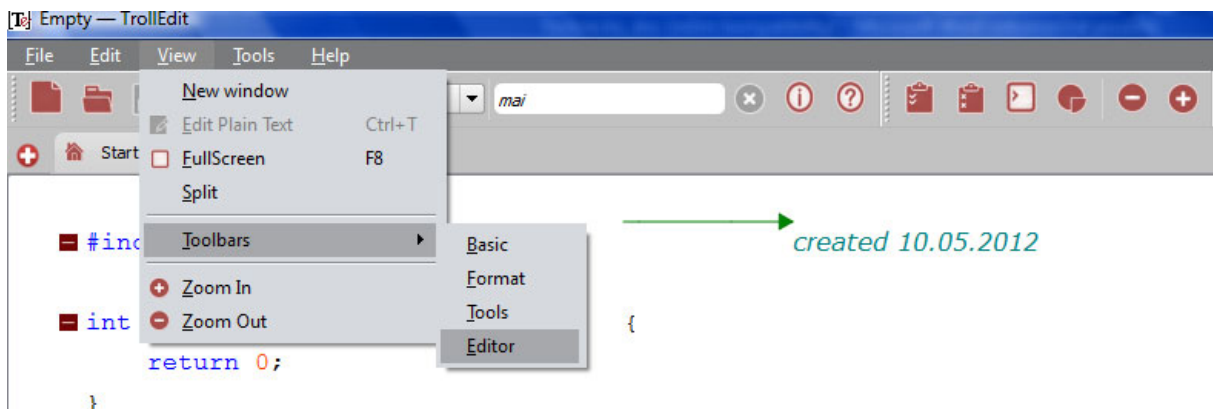 Empty — TrollEdit
File Edit View Tools Help
New window
mai
Edit Plain Text Ctrl+T
Start
FullScreen F8
Split
Toolbars
Basic
created 10.05.2012
#inc
Zoom In
Format
Zoom Out
Tools
int {
Editor
return 0;
}